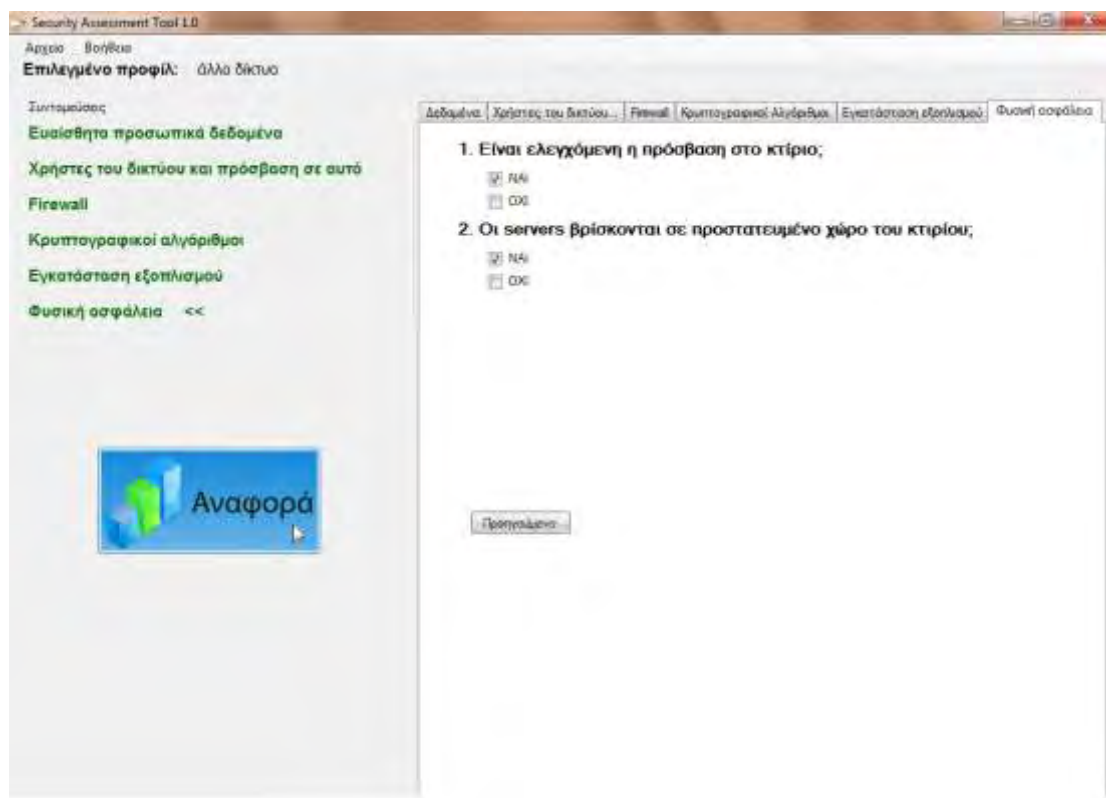 Security Assessment Tool 1.0
Αρχείο Βοήθεια
Επιλεγμένο προφίλ: άλλο δίκτυο
Συντομεύσεις
Ευαίσθητα προσωπικά δεδομένα
Χρήστες του δικτύου και πρόσβαση σε αυτό
Firewall
Κρυπτογραφικοί αλγόριθμοι
Εγκατάσταση εξοπλισμού
Φυσική ασφάλεια <<
Αναφορά
Δεδομένα Χρήστες του δικτύου... Firewall Κρυπτογραφικοί Αλγόριθμοι Εγκατάσταση εξοπλισμού Φυσική ασφάλεια
1. Είναι ελεγχόμενη η πρόσβαση στο κτίριο;
ΝΑΙ
ΟΧΙ
2. Οι servers βρίσκονται σε προστατευμένο χώρο του κτιρίου;
ΝΑΙ
ΟΧΙ
Προηγούμενο